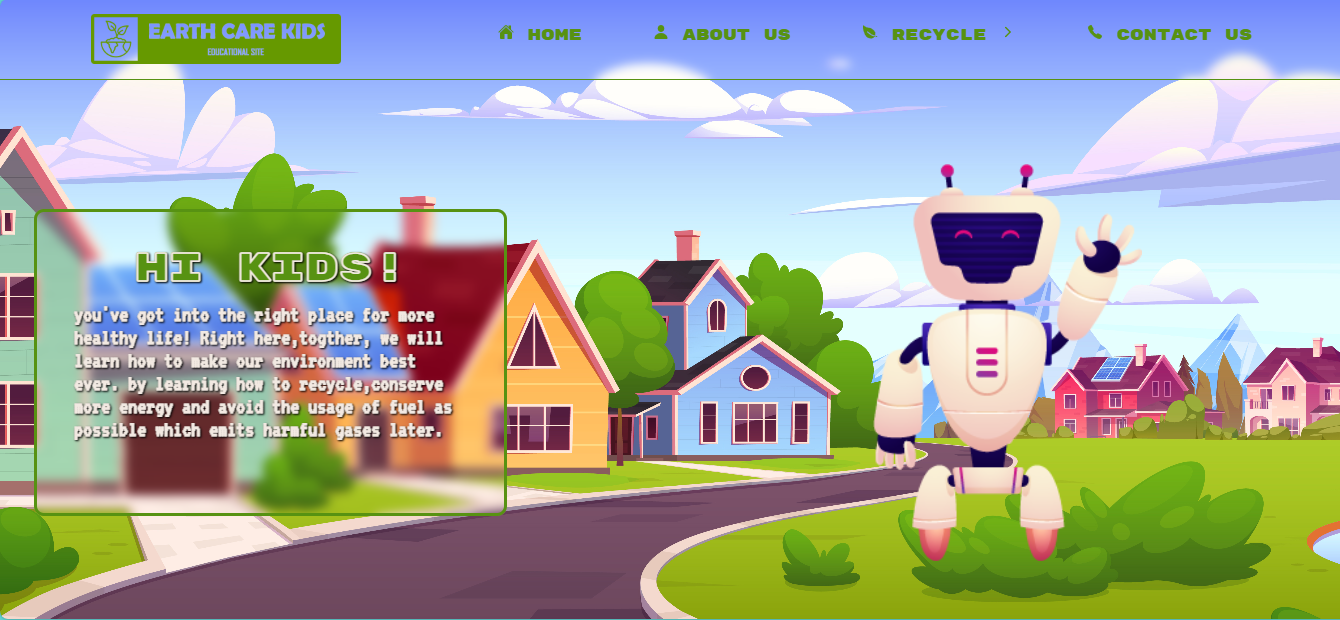 EARTH CARE KIDS
EDUCATIONAL SITE
HOME
ABOUT US
RECYCLE
CONTACT US
HI KIDS!
you've got into the right place for more
healthy life! Right here,togther, we will
learn how to make our environment best
ever. by learning how to recycle,conserve
more energy and avoid the usage of fuel as
possible which emits harmful gases later.